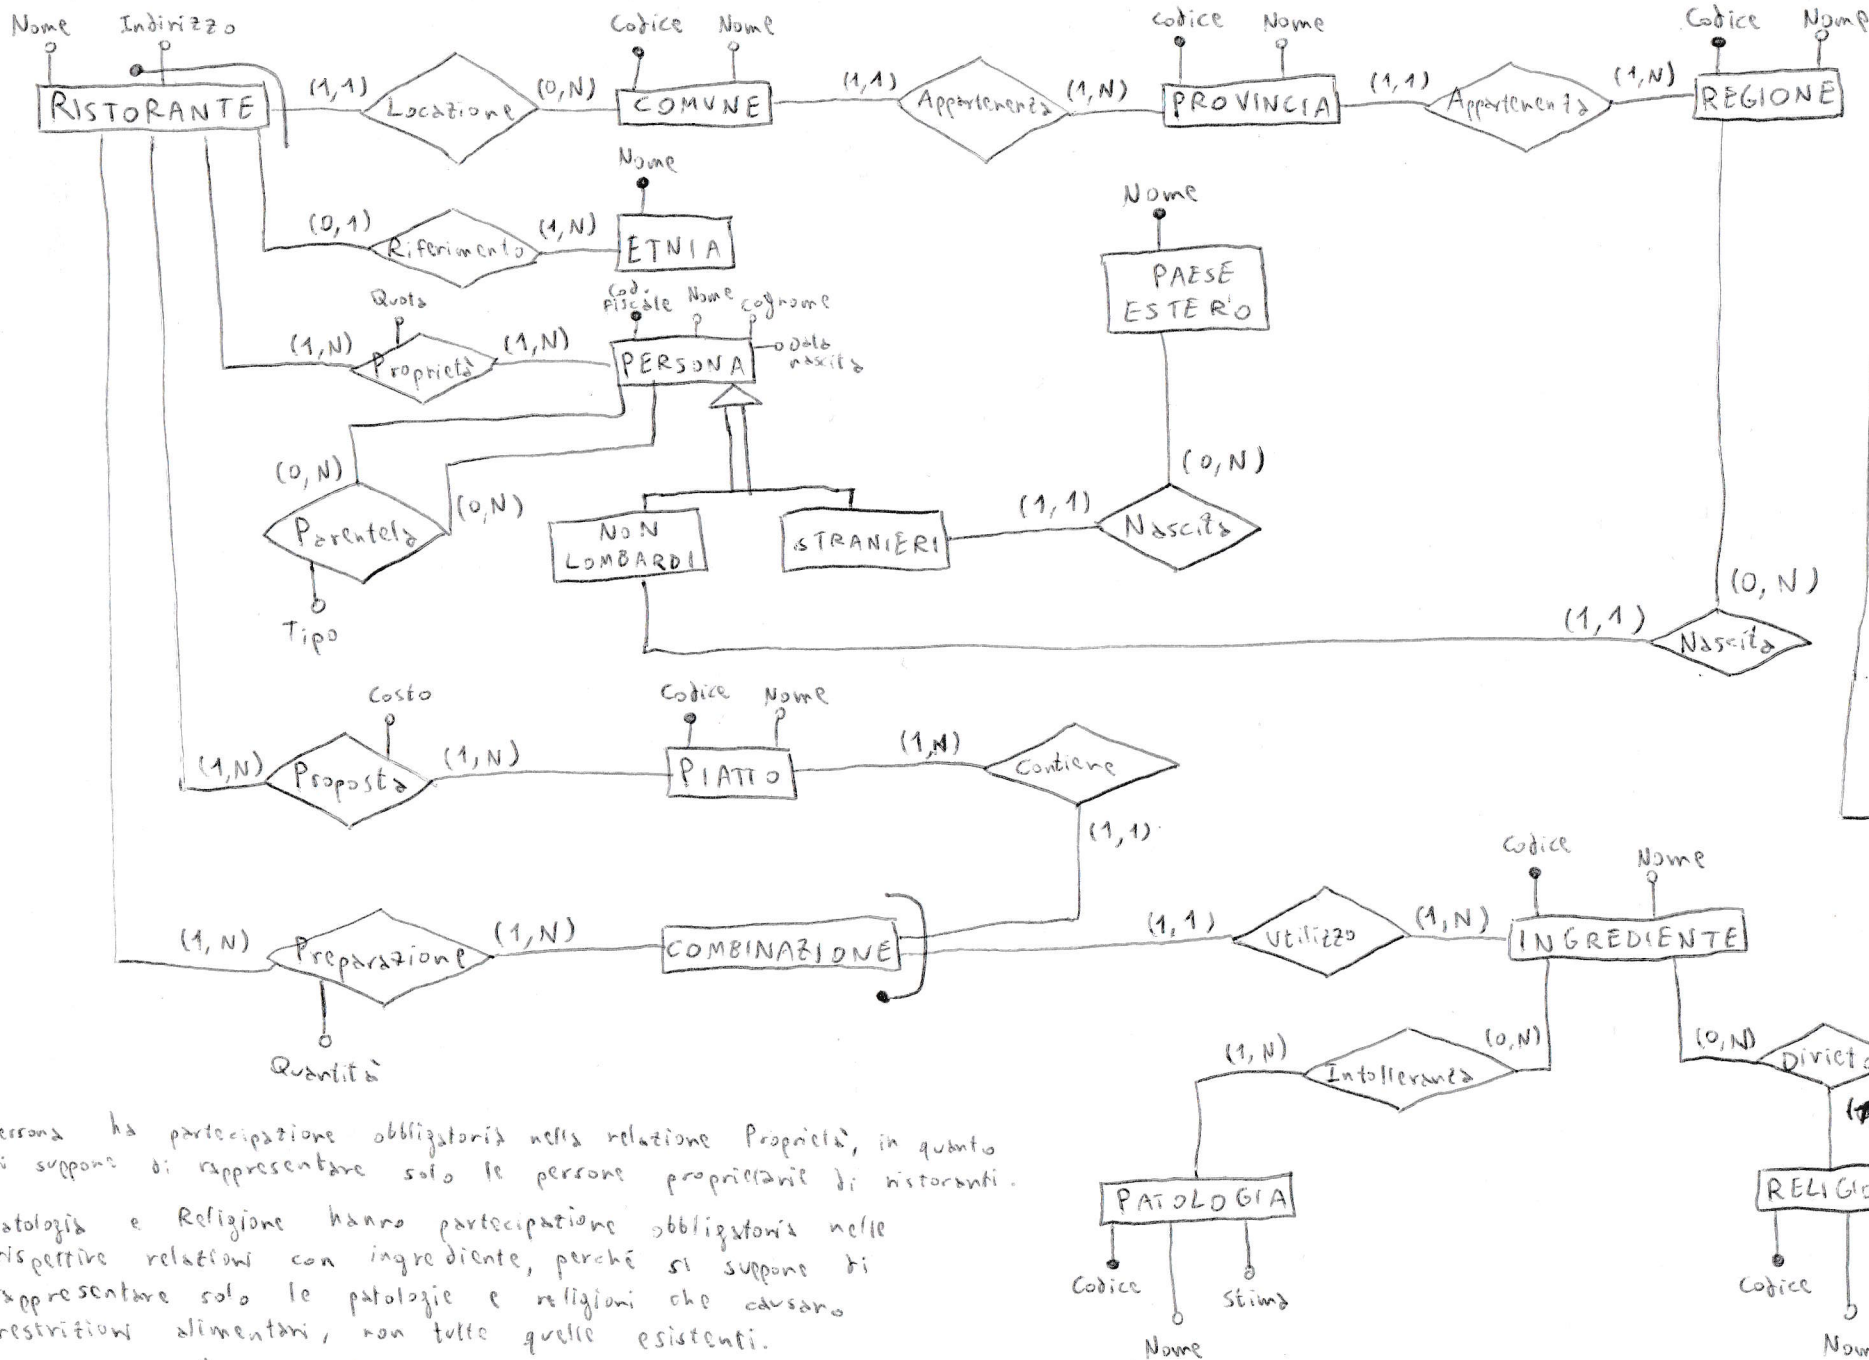 Nome Indirizzo Codice Nome Codice Nome Codice Nome
RISTORANTE (1,1) Locazione (0,N) COMUNE (1,1) Appartenenza (1,N) PROVINCIA (1,1) Appartenenza (1,N) REGIONE
Nome
(0,1) Riferimento (1,N) ETNIA
Nome
PAESE
ESTERO
Quota
Cod.
Fiscale Nome Cognome
(1,N) Proprietà (1,N) PERSONA
Data
nascita
(0,N) Parentela (0,N)
Tipo
NON
LOMBARDI
STRANIERI (1,1) Nascita (0,N)
(1,1) Nascita (0,N)
Costo Codice Nome
(1,N) Proposta (1,N) PIATTO (1,N) Contiene
(1,1)
Codice Nome
(1,N) Preparazione (1,N) COMBINAZIONE (1,1) Utilizzo (1,N) INGREDIENTE
Quantità
(1,N) Intolleranza (0,N) (0,N) Divieto
(1
PATOLOGIA RELIGIO
Codice Stima Codice
Nome Nom
ersona ha partecipazione obbligatoria nella relazione Proprietà, in quanto
i suppone di rappresentare solo le persone proprietarie di ristoranti.
atologia e Religione hanno partecipazione obbligatoria nelle
rispettive relazioni con ingrediente, perché si suppone di
appresentare solo le patologie e religioni che causano
restrizioni alimentari, non tutte quelle esistenti.